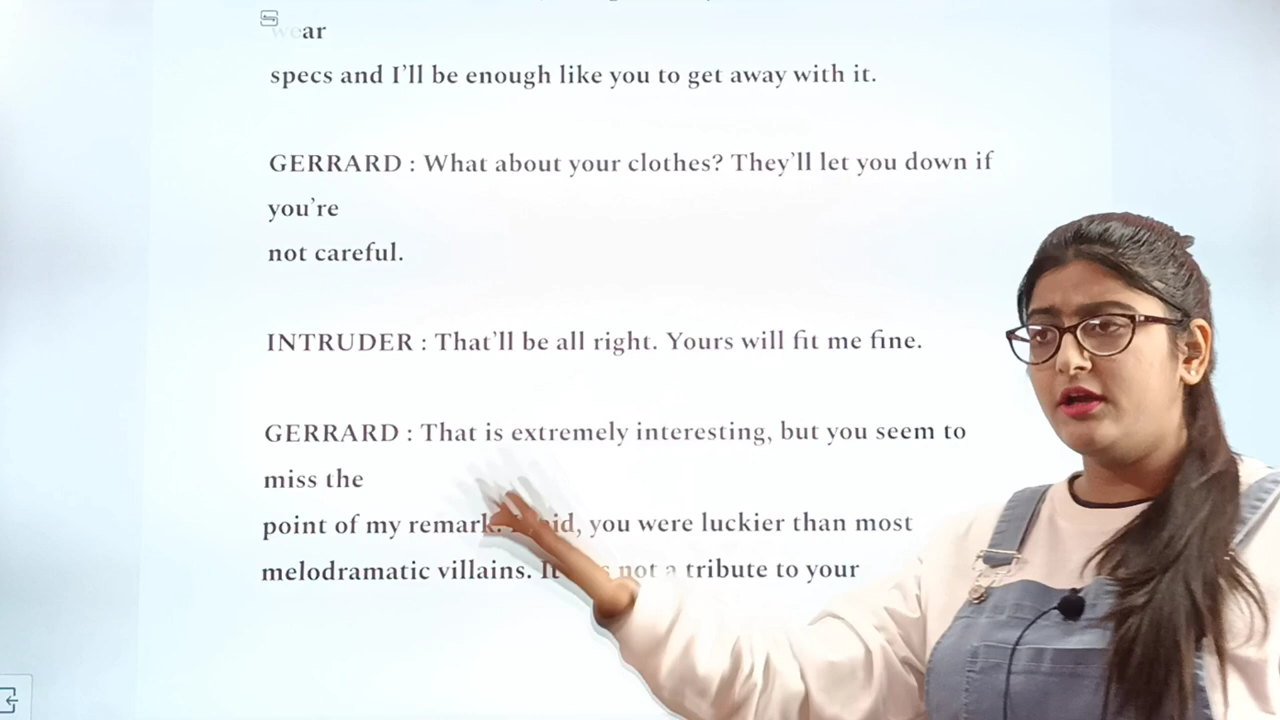 wear
specs and I'll be enough like you to get away with it.
GERRARD : What about your clothes? They'll let you down if
you're
not careful.
INTRUDER : That'll be all right. Yours will fit me fine.
GERRARD : That is extremely interesting, but you seem to
miss the
point of my remark. you were luckier than most
melodramatic villains. It not a tribute to your